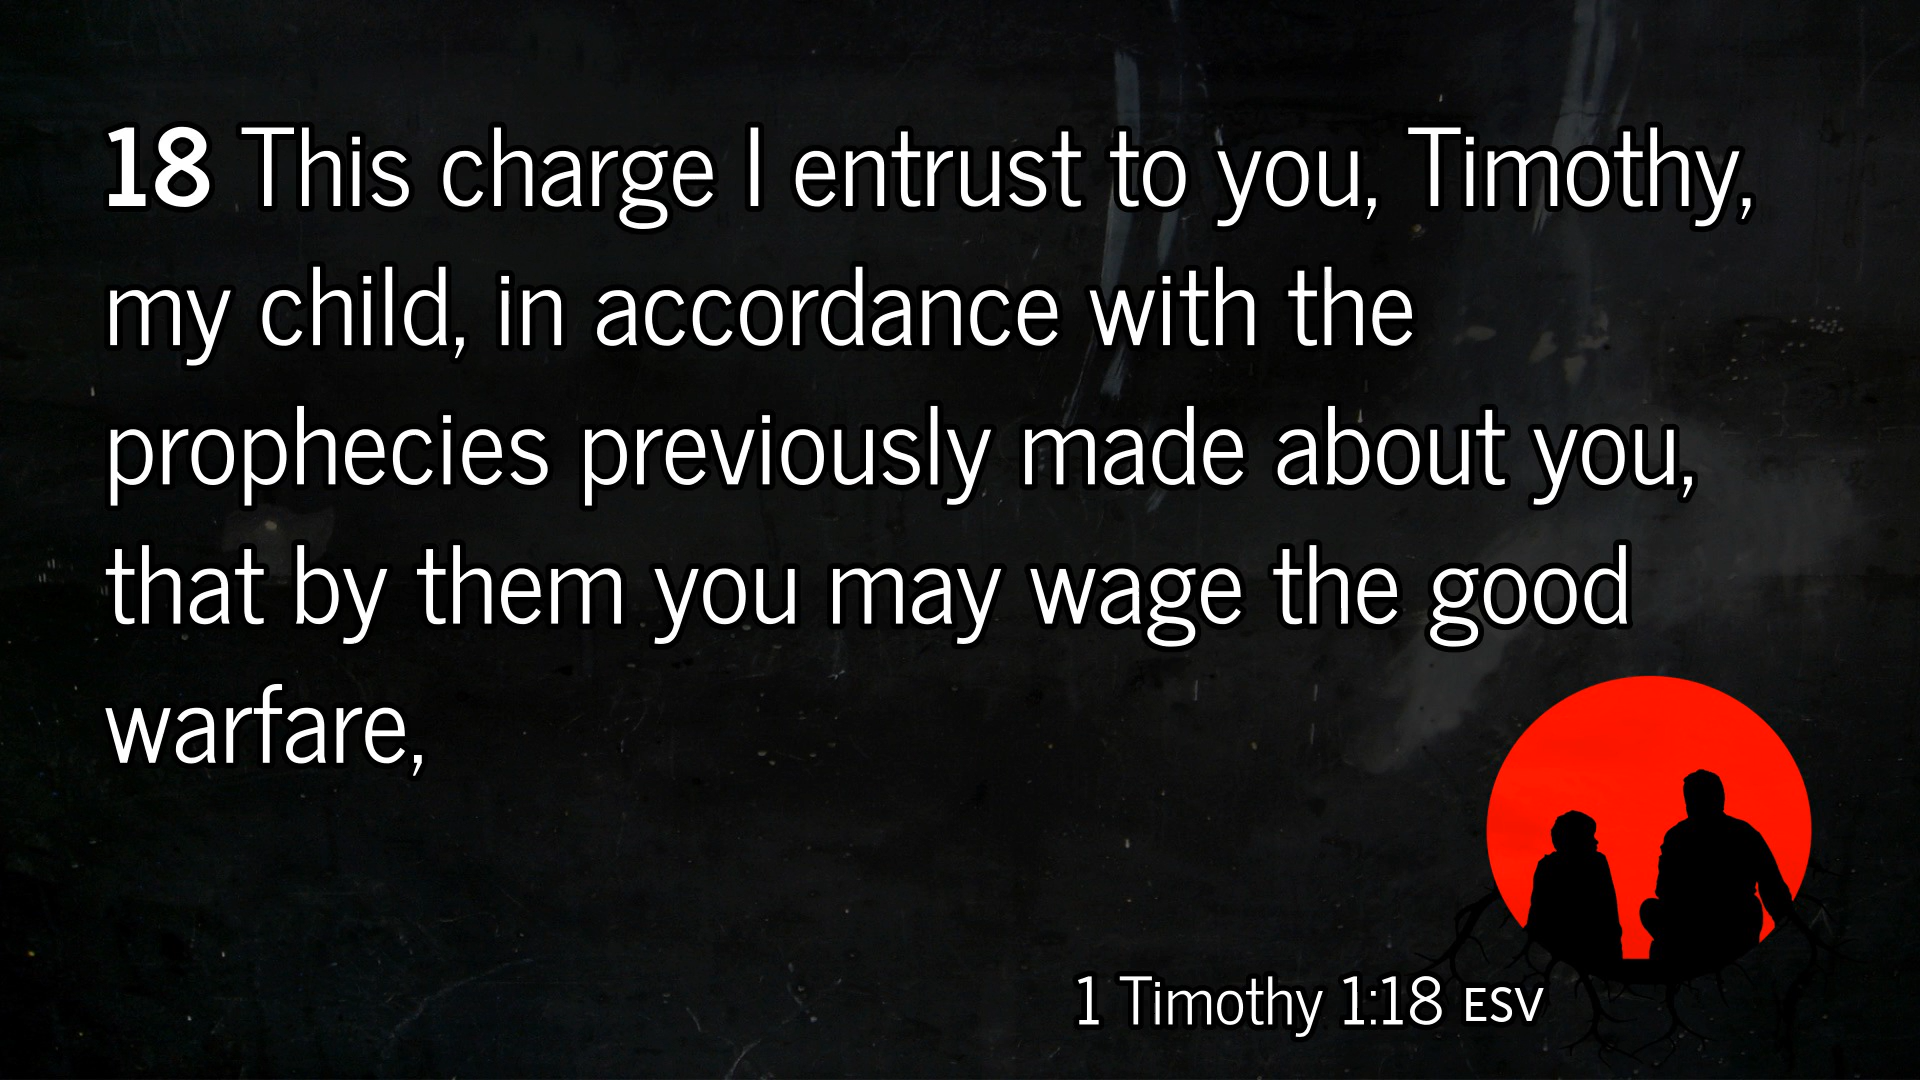 18 This charge I entrust to you, Timothy,
my child, in accordance with the
prophecies previously made about you,
that by them you may wage the good
warfare,
1 Timothy 1:18 ESV